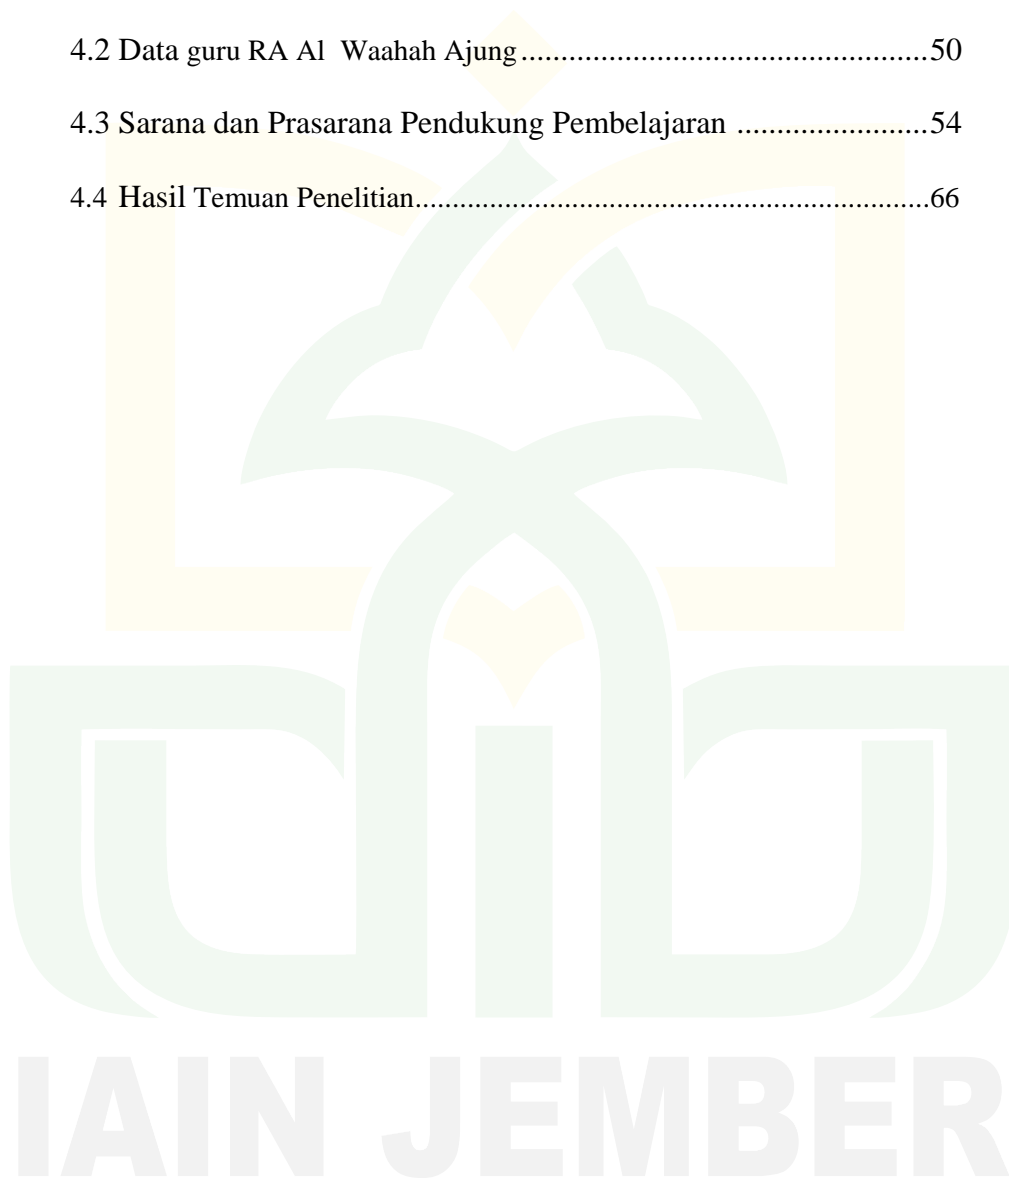 4.2 Data guru RA Al Waahah Ajung.......................................................50
4.3 Sarana dan Prasarana Pendukung Pembelajaran ........................54
4.4 Hasil Temuan Penelitian.....................................................................66
IAIN JEMBER